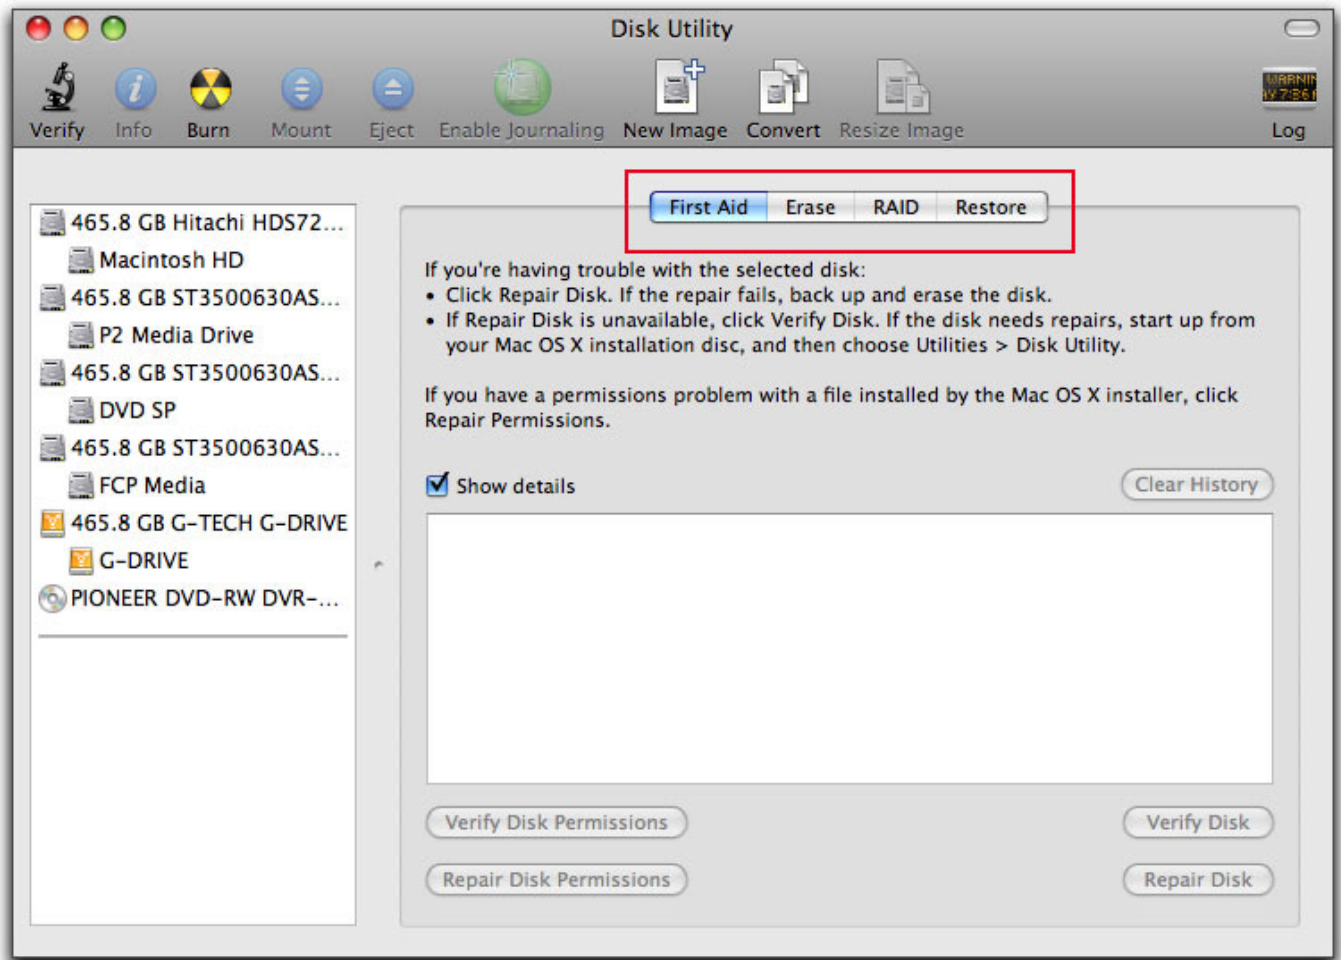 Disk Utility
Verify
Info
Burn
Mount
Eject
Enable Journaling
New Image
Convert
Resize Image
Log
First Aid
Erase
RAID
Restore
465.8 GB Hitachi HDS72...
Macintosh HD
465.8 GB ST3500630AS...
P2 Media Drive
465.8 GB ST3500630AS...
DVD SP
465.8 GB ST3500630AS...
FCP Media
465.8 GB G-TECH G-DRIVE
G-DRIVE
PIONEER DVD-RW DVR-...
If you're having trouble with the selected disk:
• Click Repair Disk. If the repair fails, back up and erase the disk.
• If Repair Disk is unavailable, click Verify Disk. If the disk needs repairs, start up from
your Mac OS X installation disc, and then choose Utilities > Disk Utility.
If you have a permissions problem with a file installed by the Mac OS X installer, click
Repair Permissions.
Show details
Clear History
Verify Disk Permissions
Verify Disk
Repair Disk Permissions
Repair Disk